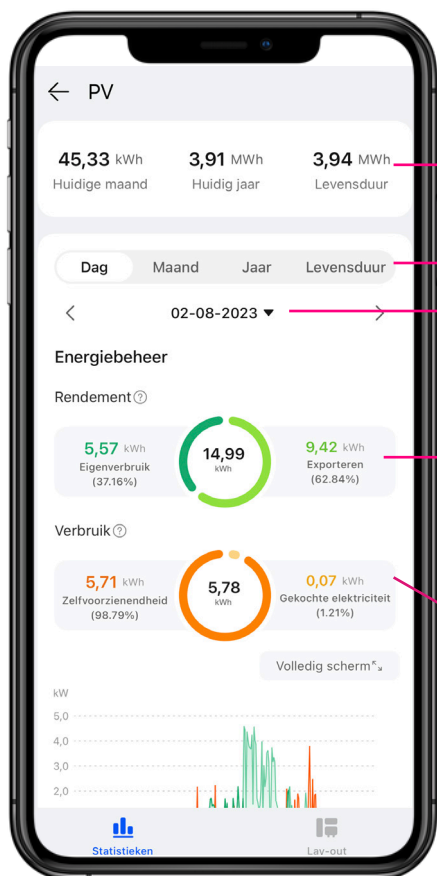 PV
45,33 kWh 3,91 MWh 3,94 MWh
Huidige maand Huidig jaar Levensduur
Dag Maand Jaar Levensduur
02-08-2023
Energiebeheer
Rendement
5,57 kWh 14,99 9,42 kWh
Eigenverbruik kWh Exporteren
(37.16%) (62.84%)
Verbruik
5,71 kWh 5,78 0,07 kWh
Zelfvoorzienendheid kWh Gekochte elektriciteit
(98.79%) (1.21%)
Volledig scherm
kW
5,0
4,0
3,0
2,0
Statistieken Lay-out